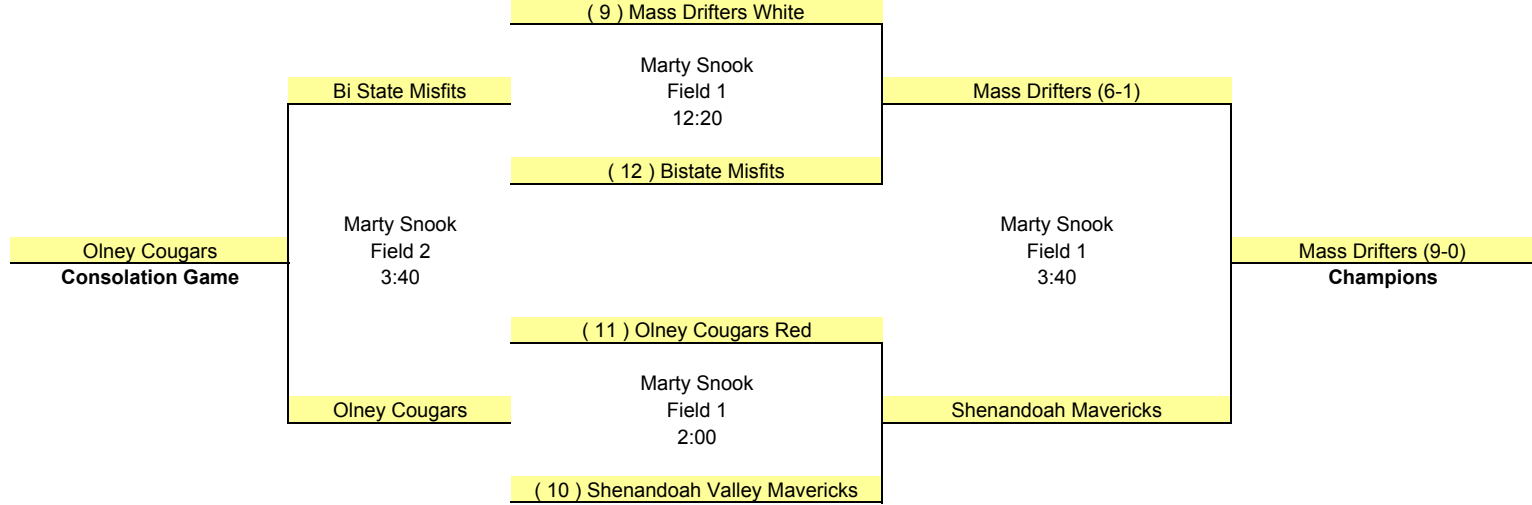 ( 9 ) Mass Drifters White
Marty Snook
Bi State Misfits
Field 1
Mass Drifters (6-1)
12:20
( 12 ) Bistate Misfits
Marty Snook
Marty Snook
Olney Cougars
Field 2
Field 1
Mass Drifters (9-0)
Consolation Game
3:40
3:40
Champions
( 11 ) Olney Cougars Red
Marty Snook
Olney Cougars
Field 1
Shenandoah Mavericks
2:00
( 10 ) Shenandoah Valley Mavericks